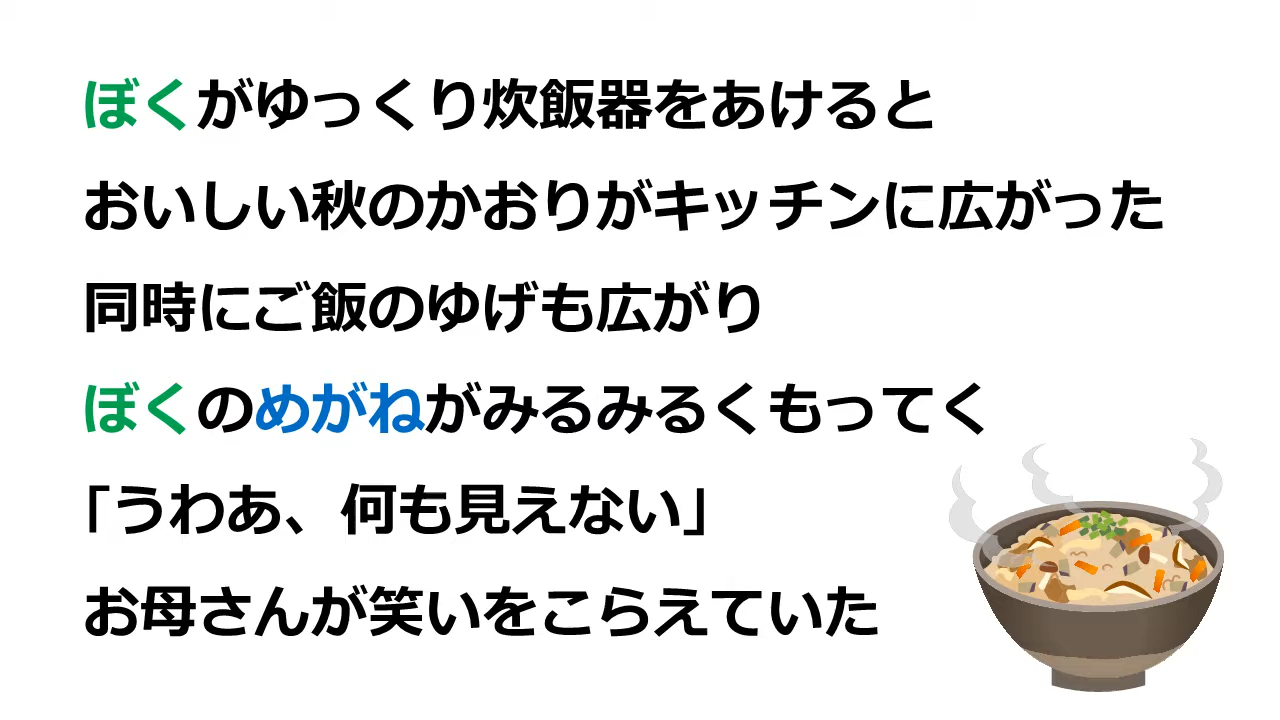 ぼくがゆっくり炊飯器をあけると
おいしい秋のかおりがキッチンに広がった
同時にご飯のゆげも広がり
ぼくのめがねがみるみるくもってく
「うわあ、何も見えない」
お母さんが笑いをこらえていた